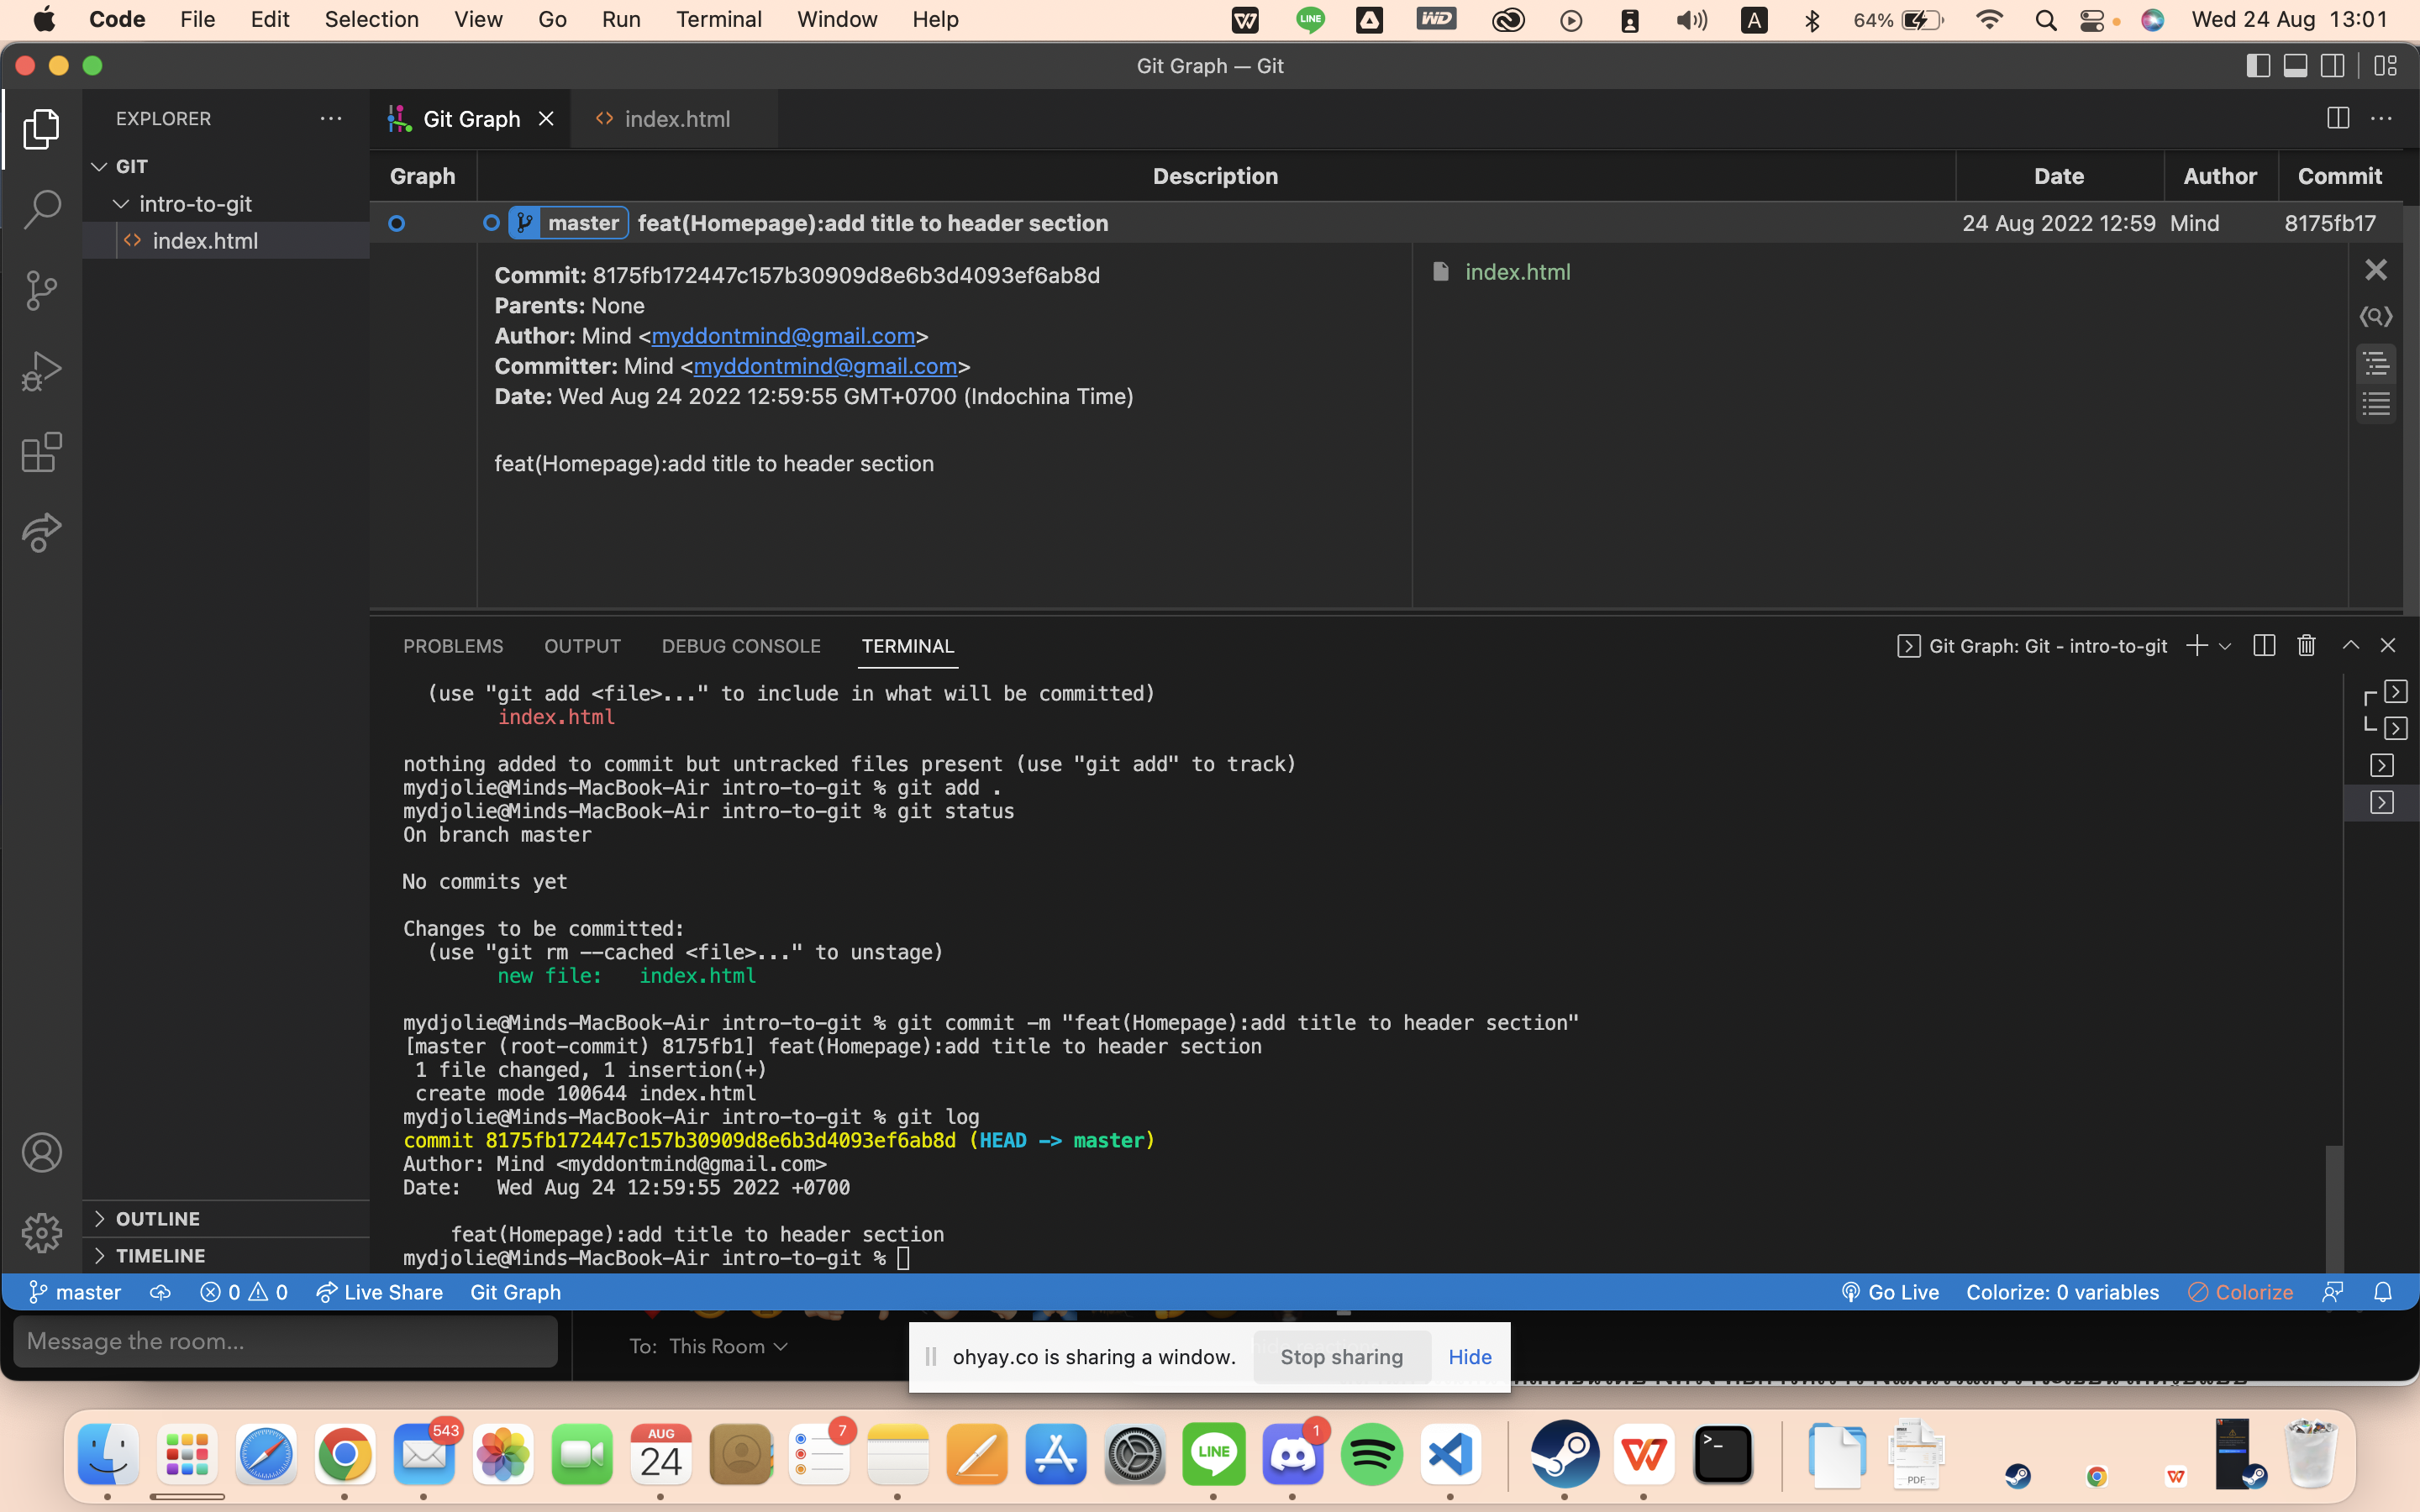 Code File Edit Selection View Go Run Terminal Window Help
LINE WD A 64% Wed 24 Aug 13:01
Git Graph — Git
EXPLORER
Git Graph
index.html
GIT
intro-to-git
index.html
Graph Description Date Author Commit
master feat(Homepage):add title to header section 24 Aug 2022 12:59 Mind 8175fb17
Commit: 8175fb172447c157b30909d8e6b3d4093ef6ab8d
Parents: None
Author: Mind <myddontmind@gmail.com>
Committer: Mind <myddontmind@gmail.com>
Date: Wed Aug 24 2022 12:59:55 GMT+0700 (Indochina Time)
feat(Homepage):add title to header section
index.html
PROBLEMS OUTPUT DEBUG CONSOLE TERMINAL
Git Graph: Git - intro-to-git
(use "git add <file>..." to include in what will be committed)
index.html
nothing added to commit but untracked files present (use "git add" to track)
mydjolie@Minds-MacBook-Air intro-to-git % git add .
mydjolie@Minds-MacBook-Air intro-to-git % git status
On branch master
No commits yet
Changes to be committed:
(use "git rm --cached <file>..." to unstage)
new file: index.html
mydjolie@Minds-MacBook-Air intro-to-git % git commit -m "feat(Homepage):add title to header section"
[master (root-commit) 8175fb1] feat(Homepage):add title to header section
1 file changed, 1 insertion(+)
create mode 100644 index.html
mydjolie@Minds-MacBook-Air intro-to-git % git log
commit 8175fb172447c157b30909d8e6b3d4093ef6ab8d (HEAD -> master)
Author: Mind <myddontmind@gmail.com>
Date: Wed Aug 24 12:59:55 2022 +0700
feat(Homepage):add title to header section
mydjolie@Minds-MacBook-Air intro-to-git %
OUTLINE
TIMELINE
master 0 0 Live Share Git Graph Go Live Colorize: 0 variables Colorize
Message the room...
To: This Room
ohyay.co is sharing a window. Stop sharing Hide
543
AUG
24
7
LINE
1
PDF